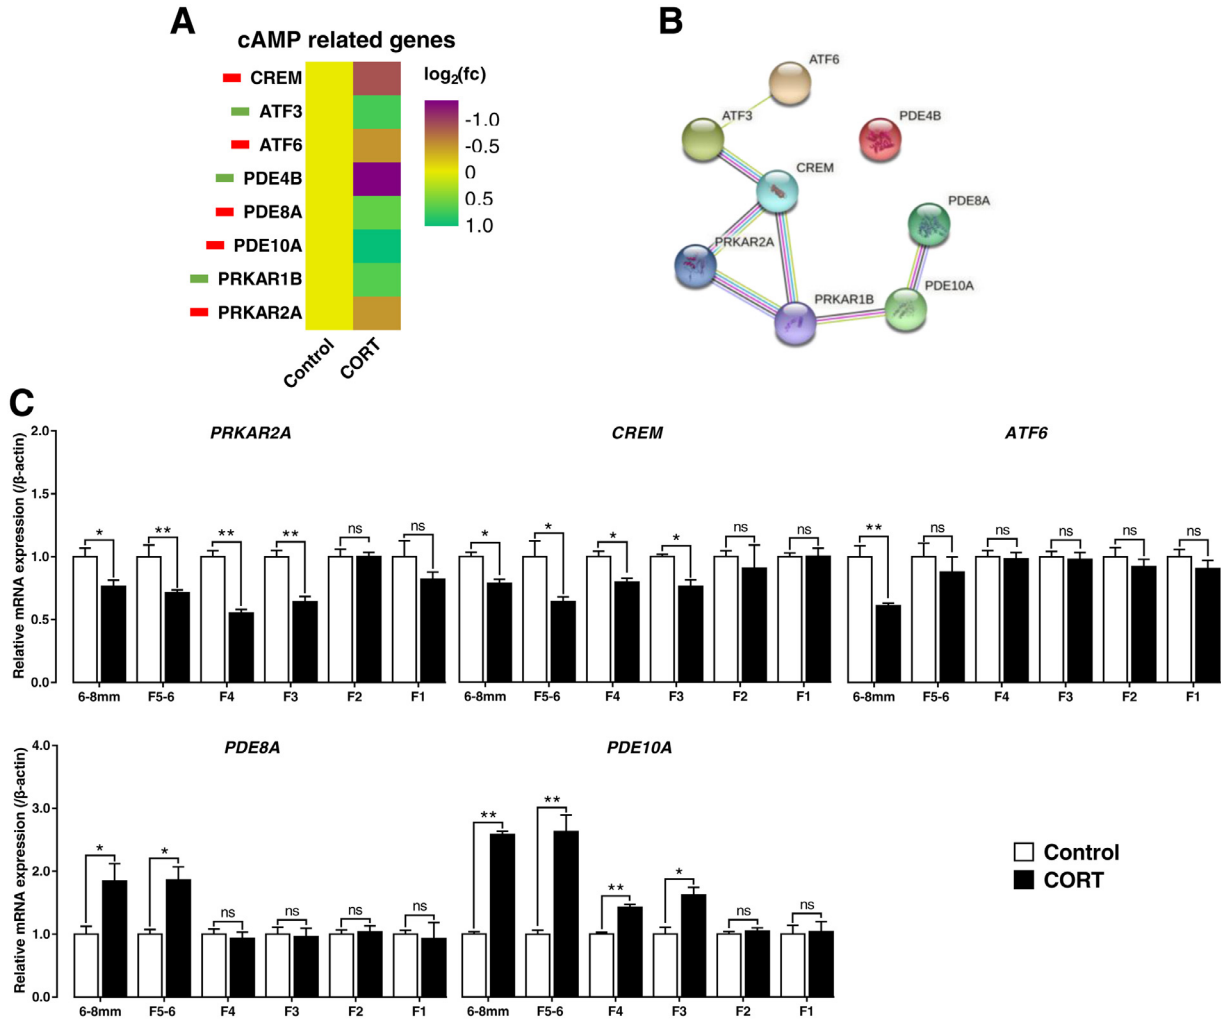 A
cAMP related genes
CREM
ATF3
ATF6
PDE4B
PDE8A
PDE10A
PRKAR1B
PRKAR2A
Control
CORT
log2(fc)
-1.0
-0.5
0
0.5
1.0
B
ATF6
ATF3
PDE4B
CREM
PDE8A
PRKAR2A
PDE10A
PRKAR1B
C
Relative mRNA expression (/β-actin)
2.0
1.5
1.0
0.5
0.0
PRKAR2A
* ** ** ** ns ns
6-8mm F5-6 F4 F3 F2 F1
CREM
* * * * ns ns
6-8mm F5-6 F4 F3 F2 F1
ATF6
** ns ns ns ns ns
6-8mm F5-6 F4 F3 F2 F1
Relative mRNA expression (/β-actin)
4.0
3.0
2.0
1.0
0.0
PDE8A
* * ns ns ns ns
6-8mm F5-6 F4 F3 F2 F1
PDE10A
** ** ** * ns ns
6-8mm F5-6 F4 F3 F2 F1
Control
CORT